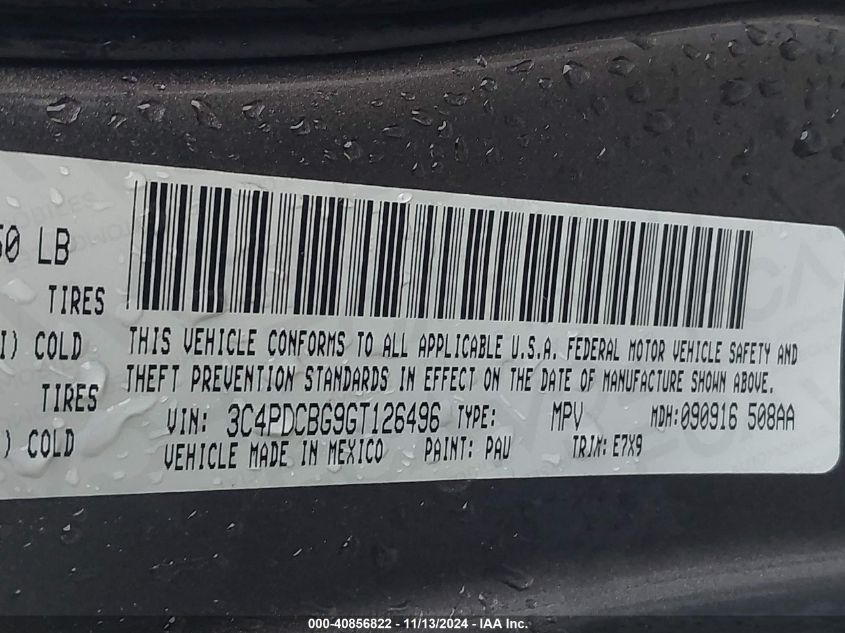 50 LB
TIRES
I) COLD
TIRES
) COLD
THIS VEHICLE CONFORMS TO ALL APPLICABLE U.S.A. FEDERAL MOTOR VEHICLE SAFETY AND
THEFT PREVENTION STANDARDS IN EFFECT ON THE DATE OF MANUFACTURE SHOWN ABOVE.
VIN: 3C4PDCBG9GT126496 TYPE: MPV MDH:090916 508AA
VEHICLE MADE IN MEXICO PAINT: PAU TRIM: E7X9
000-40856822 - 11/13/2024 - IAA Inc.